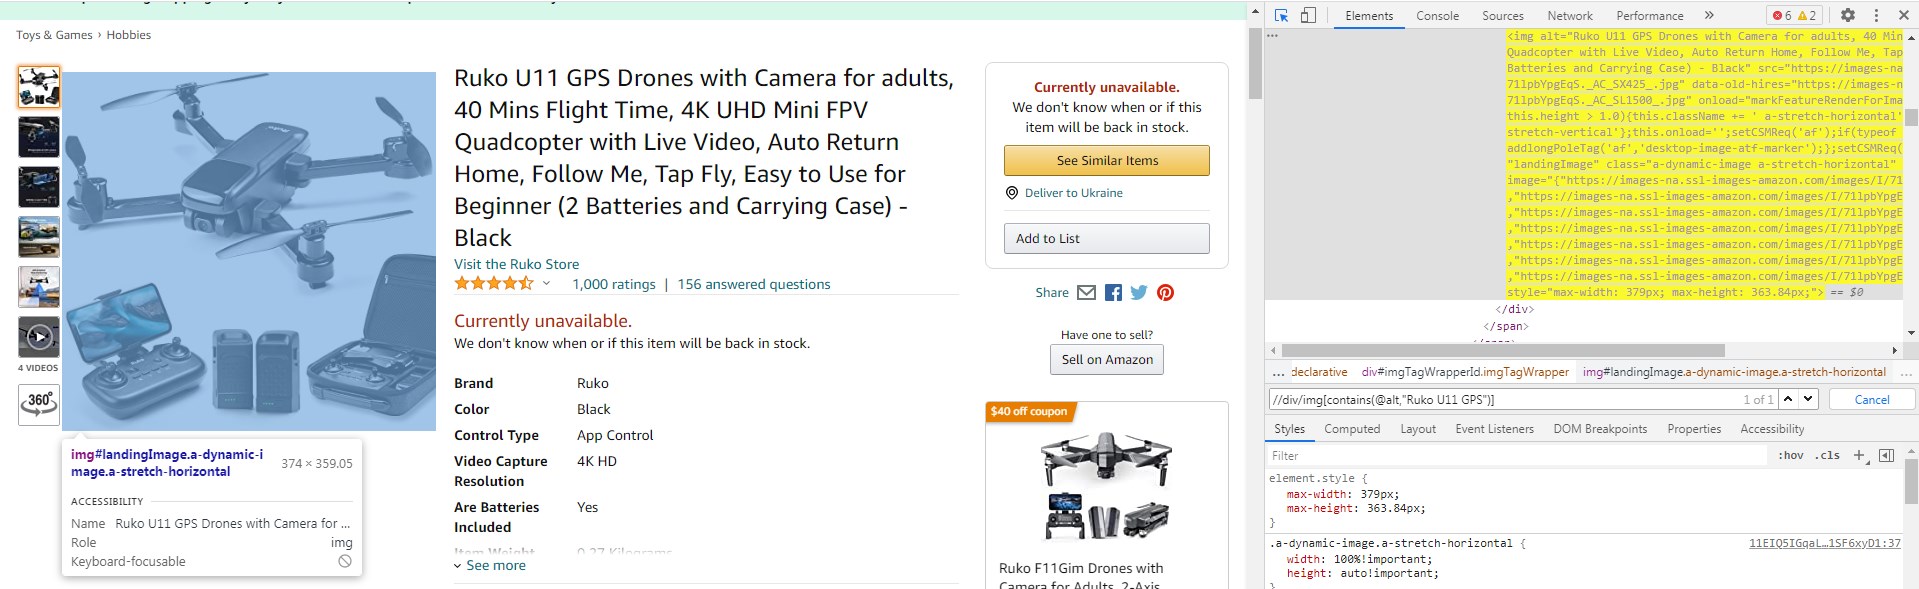 Toys & Games › Hobbies
4 VIDEOS
360°
img#landingImage.a-dynamic-i
mage.a-stretch-horizontal
374 × 359.05
ACCESSIBILITY
Name Ruko U11 GPS Drones with Camera for ...
Role img
Keyboard-focusable
Ruko U11 GPS Drones with Camera for adults,
40 Mins Flight Time, 4K UHD Mini FPV
Quadcopter with Live Video, Auto Return
Home, Follow Me, Tap Fly, Easy to Use for
Beginner (2 Batteries and Carrying Case) -
Black
Visit the Ruko Store
1,000 ratings | 156 answered questions
Currently unavailable.
We don't know when or if this item will be back in stock.
Brand Ruko
Color Black
Control Type App Control
Video Capture 4K HD
Resolution
Are Batteries Yes
Included
Item Weight 0.27 Kilograms
See more
Currently unavailable.
We don't know when or if this
item will be back in stock.
See Similar Items
Deliver to Ukraine
Add to List
Share
Have one to sell?
Sell on Amazon
$40 off coupon
Ruko F11Gim Drones with
Camera for Adults, 2-Axis
Elements Console Sources Network Performance » 6 2
...
<img alt="Ruko U11 GPS Drones with Camera for adults, 40 Min
Quadcopter with Live Video, Auto Return Home, Follow Me, Tap
Batteries and Carrying Case) - Black" src="https://images-na
71lpbYpgEqS._AC_SX425_.jpg" data-old-hires="https://images-n
71lpbYpgEqS._AC_SL1500_.jpg" onload="markFeatureRenderForIma
this.height > 1.0){this.className += ' a-stretch-horizontal'
stretch-vertical'};this.onload='';setCSMReq('af');if(typeof
addlongPoleTag('af','desktop-image-atf-marker');};setCSMReq(
"landingImage" class="a-dynamic-image a-stretch-horizontal"
image="{"https://images-na.ssl-images-amazon.com/images/I/71
,"https://images-na.ssl-images-amazon.com/images/I/71lpbYpgE
,"https://images-na.ssl-images-amazon.com/images/I/71lpbYpgE
,"https://images-na.ssl-images-amazon.com/images/I/71lpbYpgE
,"https://images-na.ssl-images-amazon.com/images/I/71lpbYpgE
,"https://images-na.ssl-images-amazon.com/images/I/71lpbYpgE
,"https://images-na.ssl-images-amazon.com/images/I/71lpbYpgE
style="max-width: 379px; max-height: 363.84px;"> == $0
</div>
</span>
... declarative div#imgTagWrapperId.imgTagWrapper img#landingImage.a-dynamic-image.a-stretch-horizontal ...
//div/img[contains(@alt,"Ruko U11 GPS")] 1 of 1 Cancel
Styles Computed Layout Event Listeners DOM Breakpoints Properties Accessibility
Filter :hov .cls +
element.style {
max-width: 379px;
max-height: 363.84px;
}
.a-dynamic-image.a-stretch-horizontal { 11EIQ5IGqaL…1SF6xyD1:37
width: 100%!important;
height: auto!important;
}